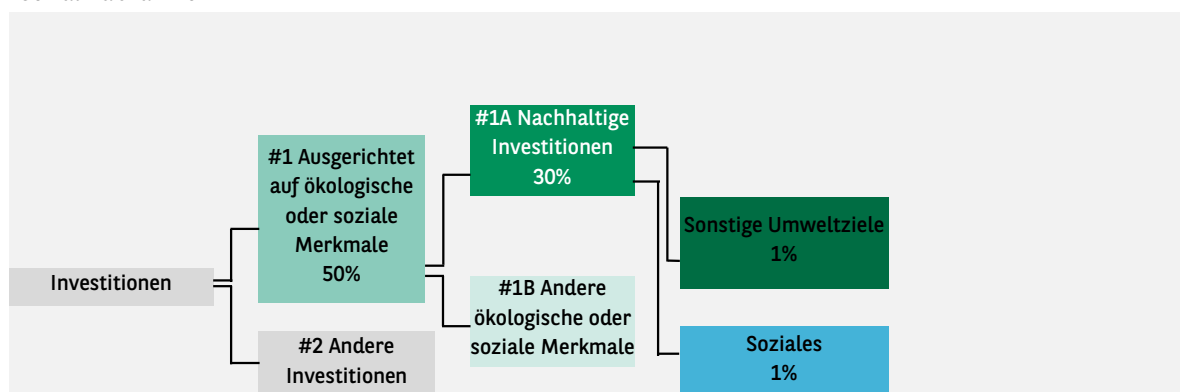 #1A Nachhaltige
Investitionen
30%
#1 Ausgerichtet
auf ökologische
oder soziale
Merkmale
50%
Sonstige Umweltziele
1%
Investitionen
#1B Andere
ökologische oder
soziale Merkmale
#2 Andere
Investitionen
Soziales
1%